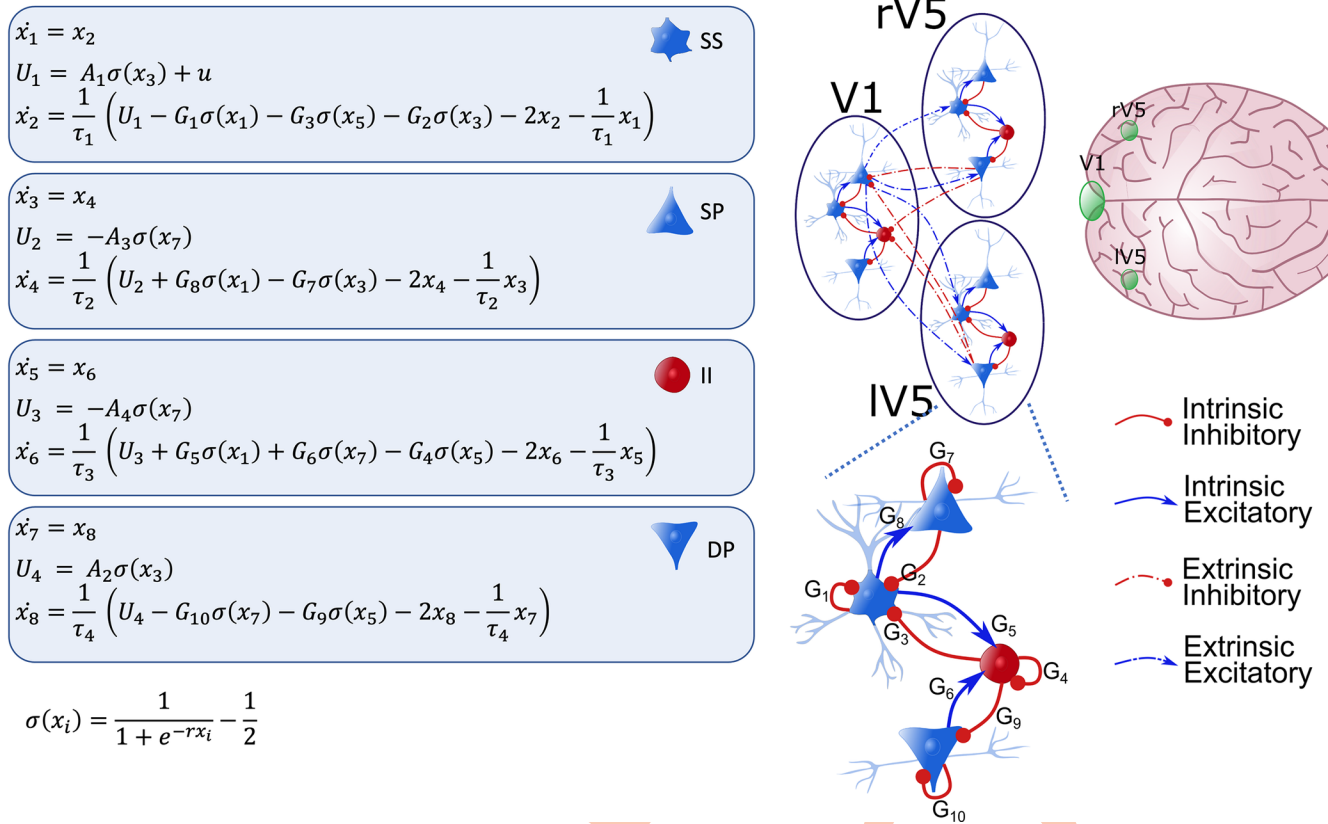 ẋ₁ = x₂
SS
U₁ = A₁σ(x₃) + u
ẋ₂ = 1/τ₁ (U₁ − G₁σ(x₁) − G₃σ(x₅) − G₂σ(x₃) − 2x₂ − 1/τ₁ x₁)
ẋ₃ = x₄
SP
U₂ = −A₃σ(x₇)
ẋ₄ = 1/τ₂ (U₂ + G₈σ(x₁) − G₇σ(x₃) − 2x₄ − 1/τ₂ x₃)
ẋ₅ = x₆
II
U₃ = −A₄σ(x₇)
ẋ₆ = 1/τ₃ (U₃ + G₅σ(x₁) + G₆σ(x₇) − G₄σ(x₅) − 2x₆ − 1/τ₃ x₅)
ẋ₇ = x₈
DP
U₄ = A₂σ(x₃)
ẋ₈ = 1/τ₄ (U₄ − G₁₀σ(x₇) − G₉σ(x₅) − 2x₈ − 1/τ₄ x₇)
σ(xᵢ) = 1/(1 + e^(−rxᵢ)) − 1/2
rV5
V1
lV5
G₇
G₈
G₂
G₁
G₃
G₅
G₄
G₆
G₉
G₁₀
rV5
V1
lV5
Intrinsic
Inhibitory
Intrinsic
Excitatory
Extrinsic
Inhibitory
Extrinsic
Excitatory